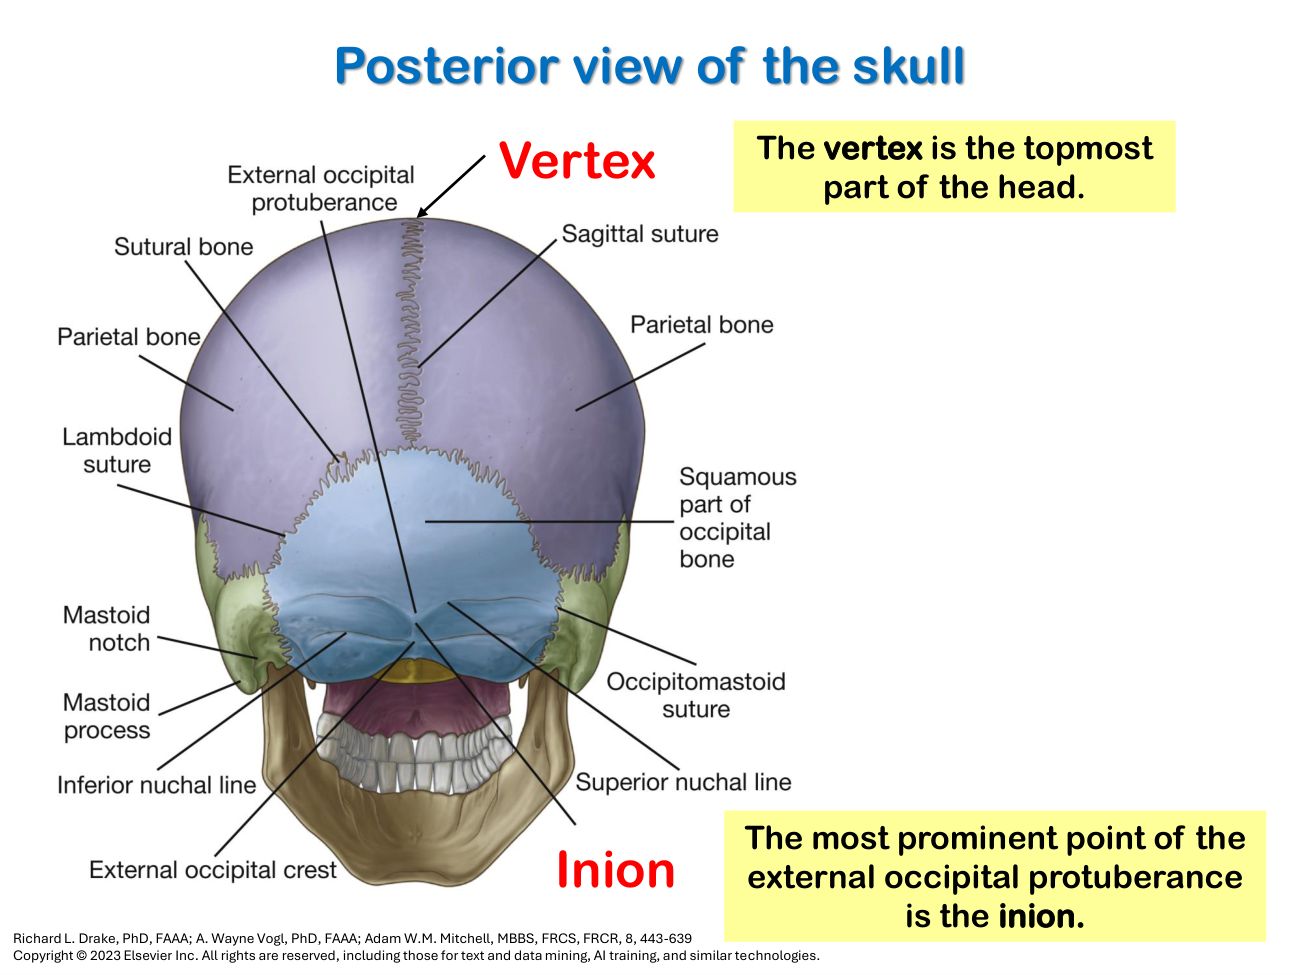 Posterior view of the skull
Vertex
The vertex is the topmost
part of the head.
External occipital
protuberance
Sutural bone
Sagittal suture
Parietal bone
Parietal bone
Lambdoid
suture
Squamous
part of
occipital
bone
Mastoid
notch
Occipitomastoid
suture
Mastoid
process
Inferior nuchal line
Superior nuchal line
External occipital crest
Inion
The most prominent point of the
external occipital protuberance
is the inion.
Richard L. Drake, PhD, FAAA; A. Wayne Vogl, PhD, FAAA; Adam W.M. Mitchell, MBBS, FRCS, FRCR, 8, 443-639
Copyright © 2023 Elsevier Inc. All rights are reserved, including those for text and data mining, AI training, and similar technologies.